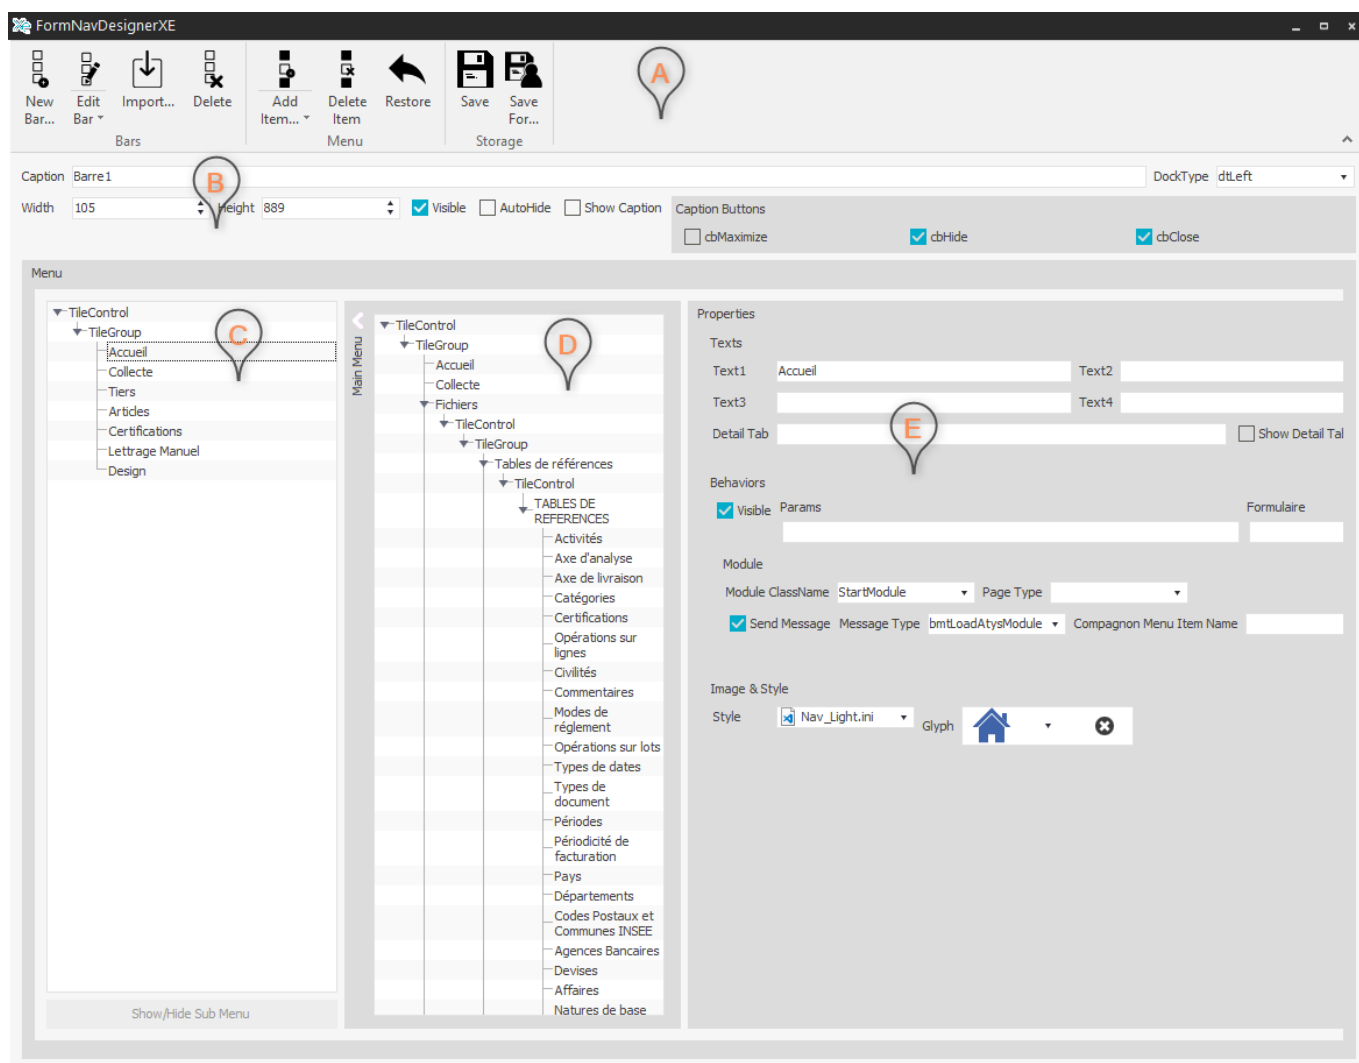 FormNavDesignerXE
New Bar...
Edit Bar
Import...
Delete
Add Item...
Delete Item
Restore
Save
Save For...
Bars
Menu
Storage
A
Caption Barre1
DockType dtLeft
B
Width 105
Height 889
Visible
AutoHide
Show Caption
Caption Buttons
cbMaximize
cbHide
cbClose
Menu
TileControl
TileGroup
C
Accueil
Collecte
Tiers
Articles
Certifications
Lettrage Manuel
Design
Show/Hide Sub Menu
Main Menu
TileControl
TileGroup
D
Accueil
Collecte
Fichiers
TileControl
TileGroup
Tables de références
TileControl
TABLES DE
REFERENCES
Activités
Axe d'analyse
Axe de livraison
Catégories
Certifications
Opérations sur
lignes
Civilités
Commentaires
Modes de
réglement
Opérations sur lots
Types de dates
Types de
document
Périodes
Périodicité de
facturation
Pays
Départements
Codes Postaux et
Communes INSEE
Agences Bancaires
Devises
Affaires
Natures de base
Properties
Texts
Text1 Accueil
Text2
Text3
Text4
E
Detail Tab
Show Detail Tal
Behaviors
Visible
Params
Formulaire
Module
Module ClassName StartModule
Page Type
Send Message
Message Type bmtLoadAtysModule
Compagnon Menu Item Name
Image & Style
Style Nav_Light.ini
Glyph